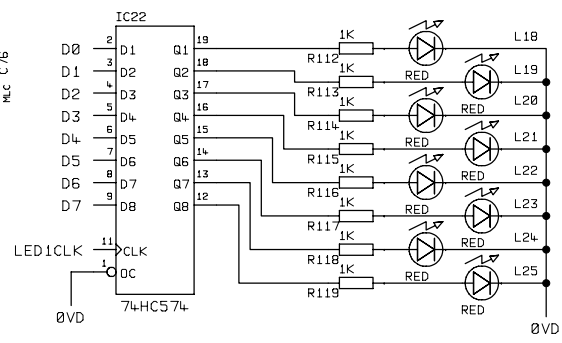 IC22
MLC C76
D0 2 D1 Q1 19 1K L18
R112 RED
D1 3 D2 Q2 18 1K L19
R113 RED
D2 4 D3 Q3 17 1K L20
R114 RED
D3 5 D4 Q4 16 1K L21
R115 RED
D4 6 D5 Q5 15 1K L22
R116 RED
D5 7 D6 Q6 14 1K L23
R117 RED
D6 8 D7 Q7 13 1K L24
R118 RED
D7 9 D8 Q8 12 1K L25
R119 RED
LED1CLK 11 CLK
1 OC
74HC574
0VD
0VD